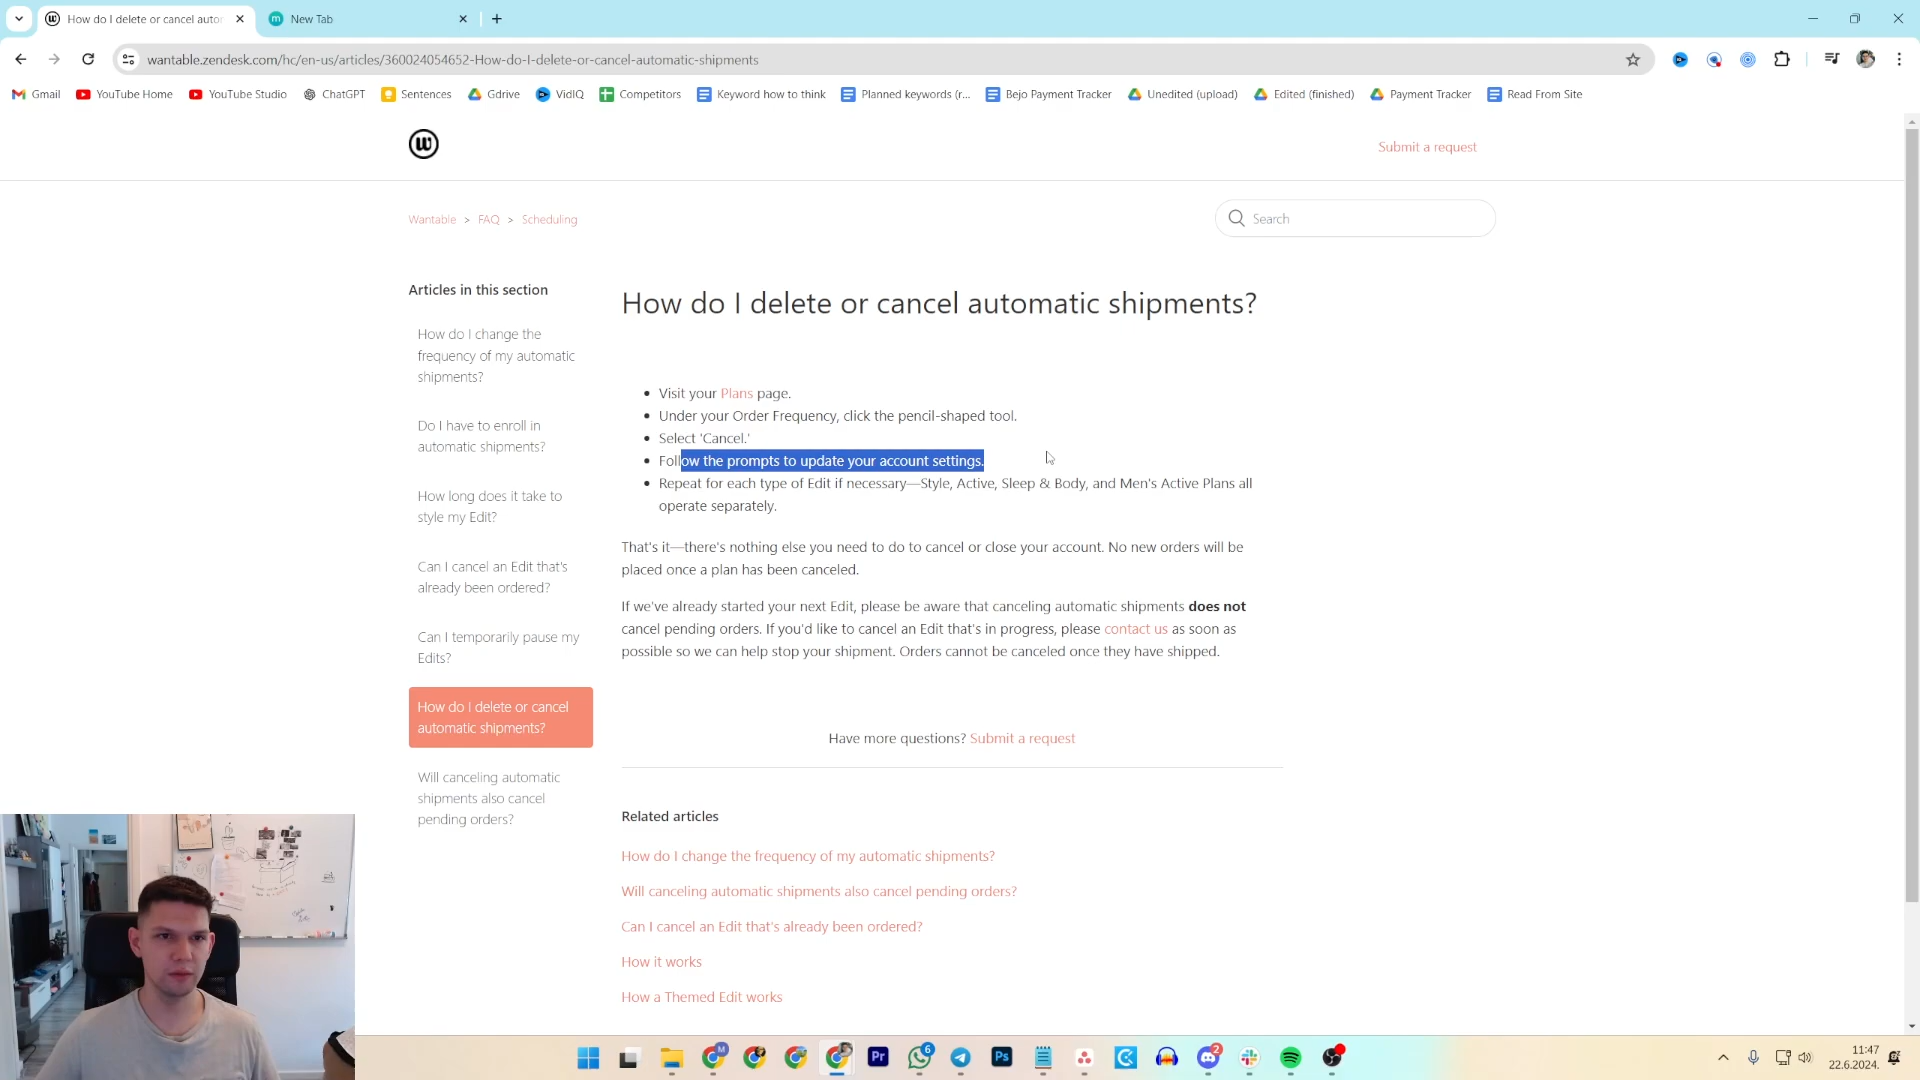 How do I delete or cancel auto
New Tab
wantable.zendesk.com/hc/en-us/articles/360024054652-How-do-I-delete-or-cancel-automatic-shipments
Gmail
YouTube Home
YouTube Studio
ChatGPT
Sentences
Gdrive
VidIQ
Competitors
Keyword how to think
Planned keywords (r...
Bejo Payment Tracker
Unedited (upload)
Edited (finished)
Payment Tracker
Read From Site
Submit a request
Wantable > FAQ > Scheduling
Search
Articles in this section
How do I change the
frequency of my automatic
shipments?
Do I have to enroll in
automatic shipments?
How long does it take to
style my Edit?
Can I cancel an Edit that's
already been ordered?
Can I temporarily pause my
Edits?
How do I delete or cancel
automatic shipments?
Will canceling automatic
shipments also cancel
pending orders?
How do I delete or cancel automatic shipments?
• Visit your Plans page.
• Under your Order Frequency, click the pencil-shaped tool.
• Select 'Cancel.'
• Follow the prompts to update your account settings.
• Repeat for each type of Edit if necessary—Style, Active, Sleep & Body, and Men's Active Plans all
operate separately.
That's it—there's nothing else you need to do to cancel or close your account. No new orders will be
placed once a plan has been canceled.
If we've already started your next Edit, please be aware that canceling automatic shipments does not
cancel pending orders. If you'd like to cancel an Edit that's in progress, please contact us as soon as
possible so we can help stop your shipment. Orders cannot be canceled once they have shipped.
Have more questions? Submit a request
Related articles
How do I change the frequency of my automatic shipments?
Will canceling automatic shipments also cancel pending orders?
Can I cancel an Edit that's already been ordered?
How it works
How a Themed Edit works
M
Pr
6
Ps
2
11:47
22.6.2024.